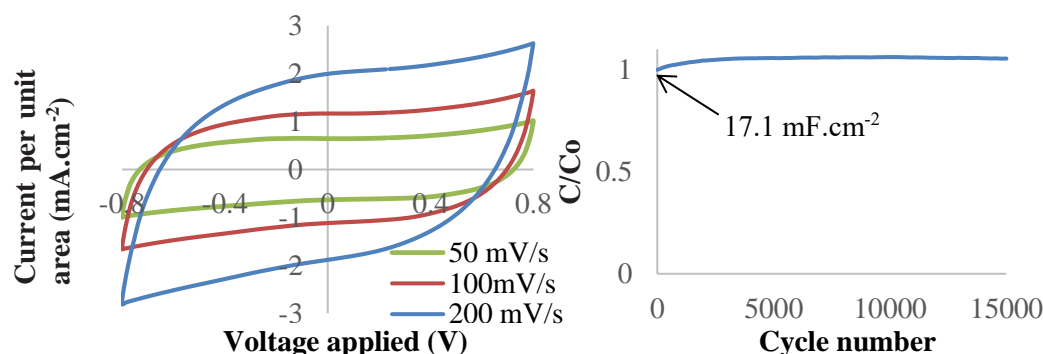 Current per unit
area (mA.cm-2)
3
2
1
0
-1
-2
-3
-0.8
-0.4
0
0.4
0.8
50 mV/s
100mV/s
200 mV/s
Voltage applied (V)
C/Co
1
0.5
0
17.1 mF.cm-2
0
5000
10000
15000
Cycle number